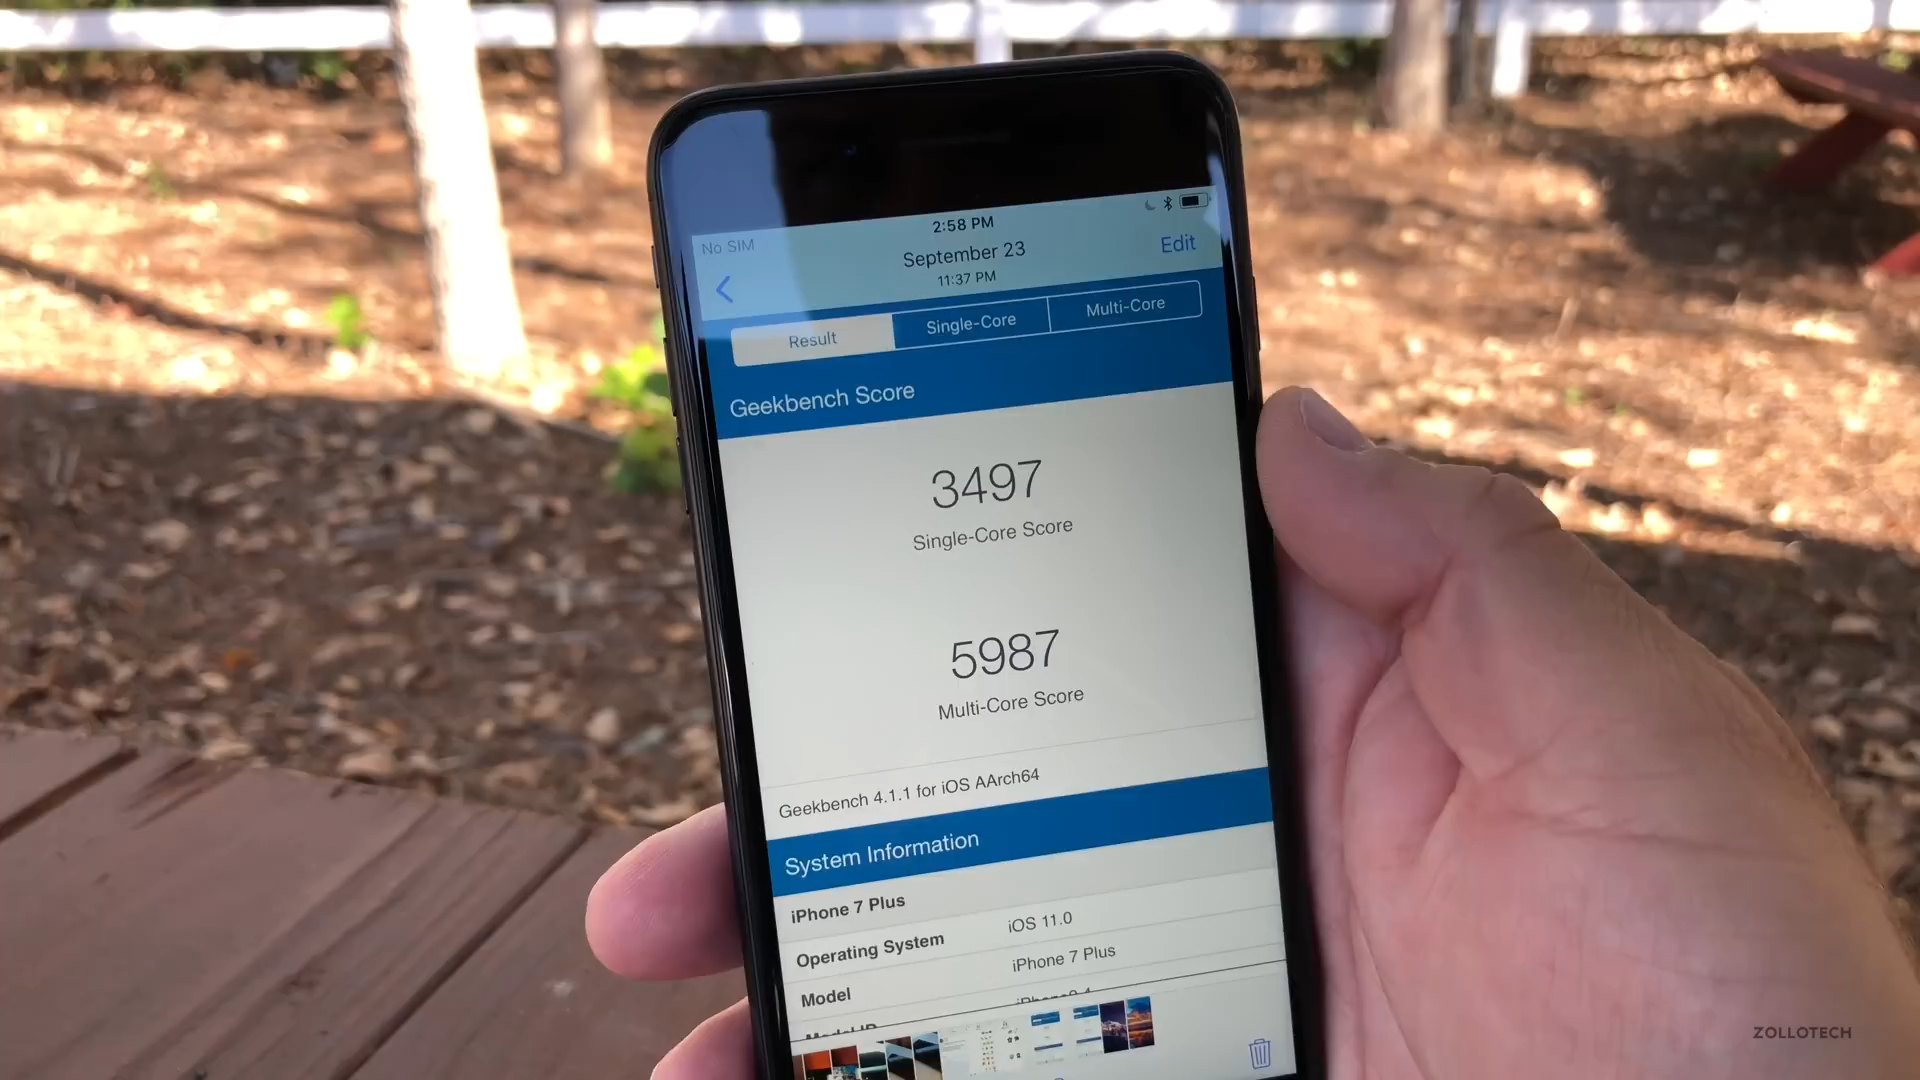 2:58 PM
No SIM
September 23
Edit
11:37 PM
Result
Single-Core
Multi-Core
Geekbench Score
3497
Single-Core Score
5987
Multi-Core Score
Geekbench 4.1.1 for iOS AArch64
System Information
iPhone 7 Plus
Operating System
iOS 11.0
Model
iPhone 7 Plus
Model ID
ZOLLOTECH